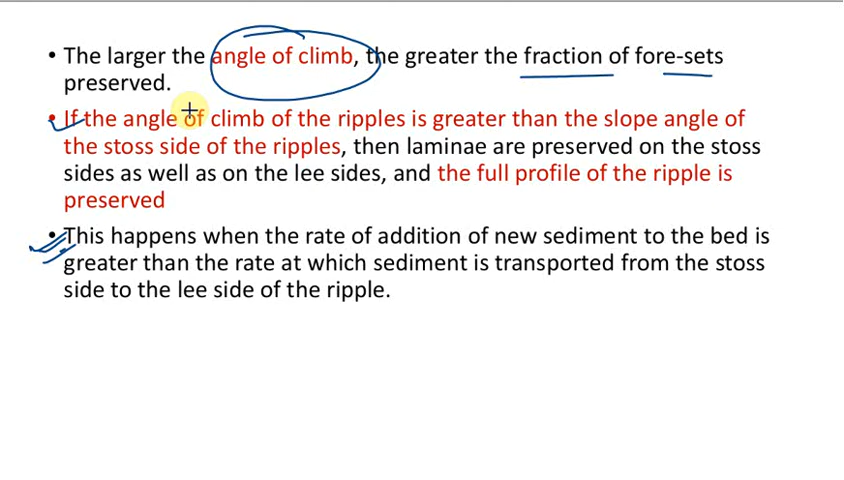 • The larger the angle of climb, the greater the fraction of fore-sets
preserved.
• If the angle of climb of the ripples is greater than the slope angle of
the stoss side of the ripples, then laminae are preserved on the stoss
sides as well as on the lee sides, and the full profile of the ripple is
preserved
• This happens when the rate of addition of new sediment to the bed is
greater than the rate at which sediment is transported from the stoss
side to the lee side of the ripple.